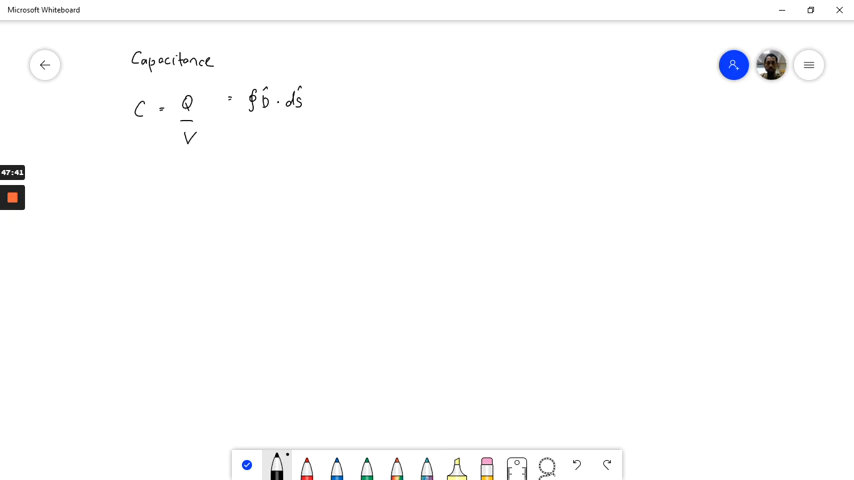 Microsoft Whiteboard
Capacitance
C = Q/V = ∮ b̂ · dŝ
47:41